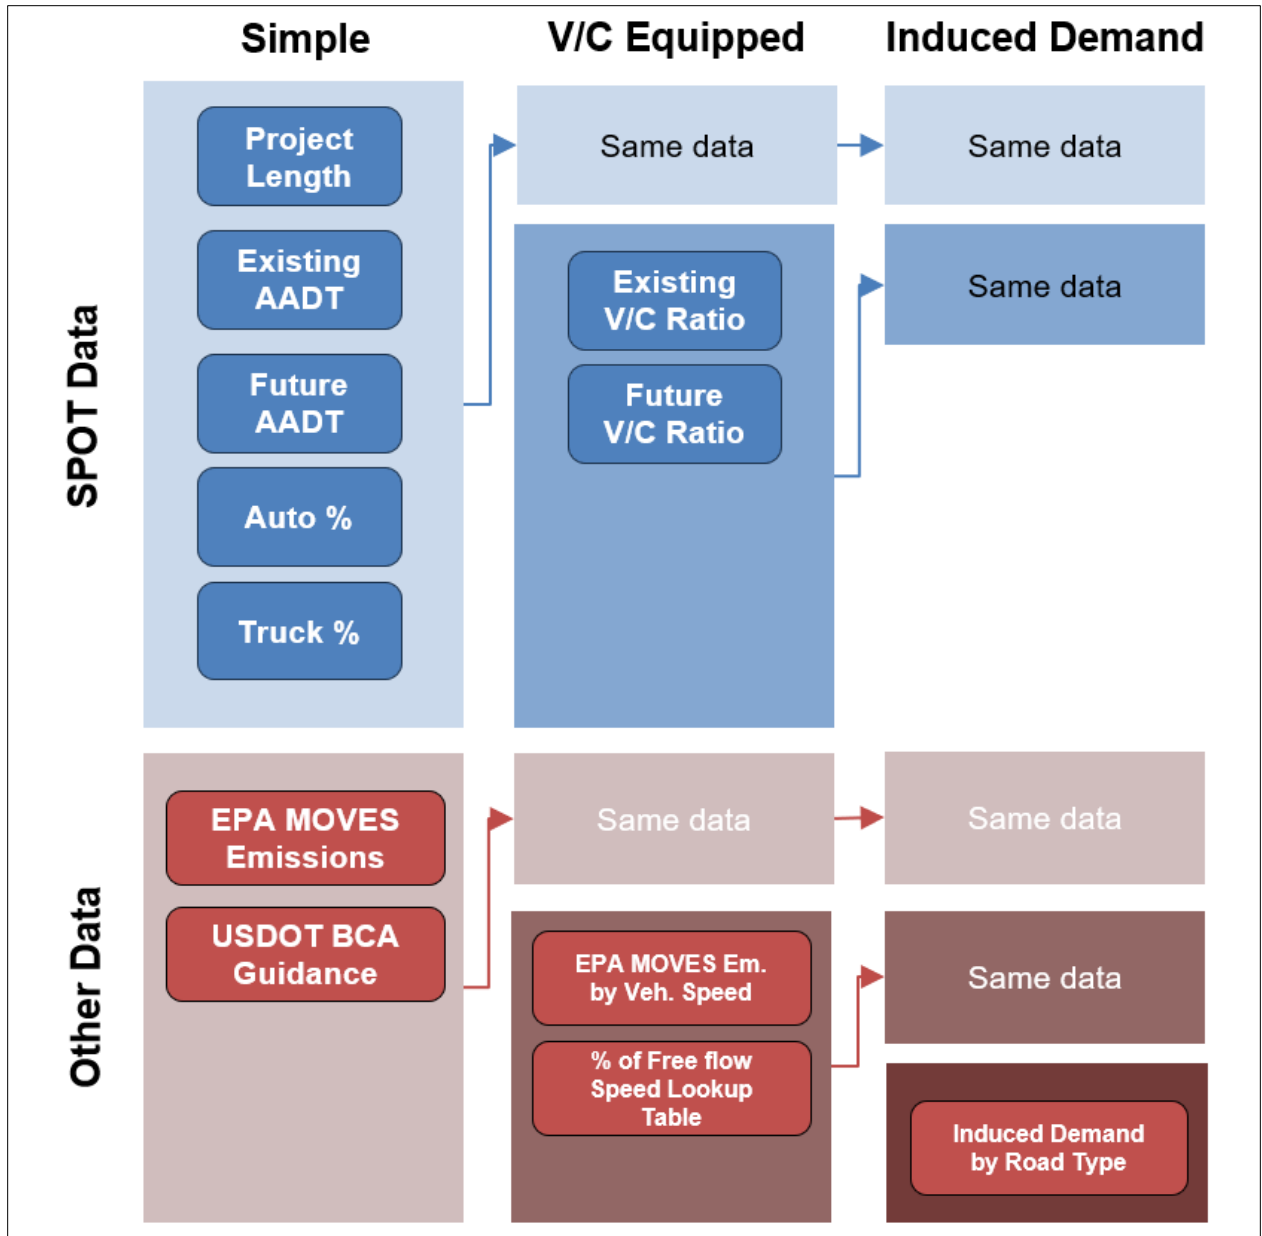 Simple
V/C Equipped
Induced Demand
SPOT Data
Project
Length
Existing
AADT
Future
AADT
Auto %
Truck %
Same data
Existing
V/C Ratio
Future
V/C Ratio
Same data
Same data
Other Data
EPA MOVES
Emissions
USDOT BCA
Guidance
Same data
EPA MOVES Em.
by Veh. Speed
% of Free flow
Speed Lookup
Table
Same data
Same data
Induced Demand
by Road Type